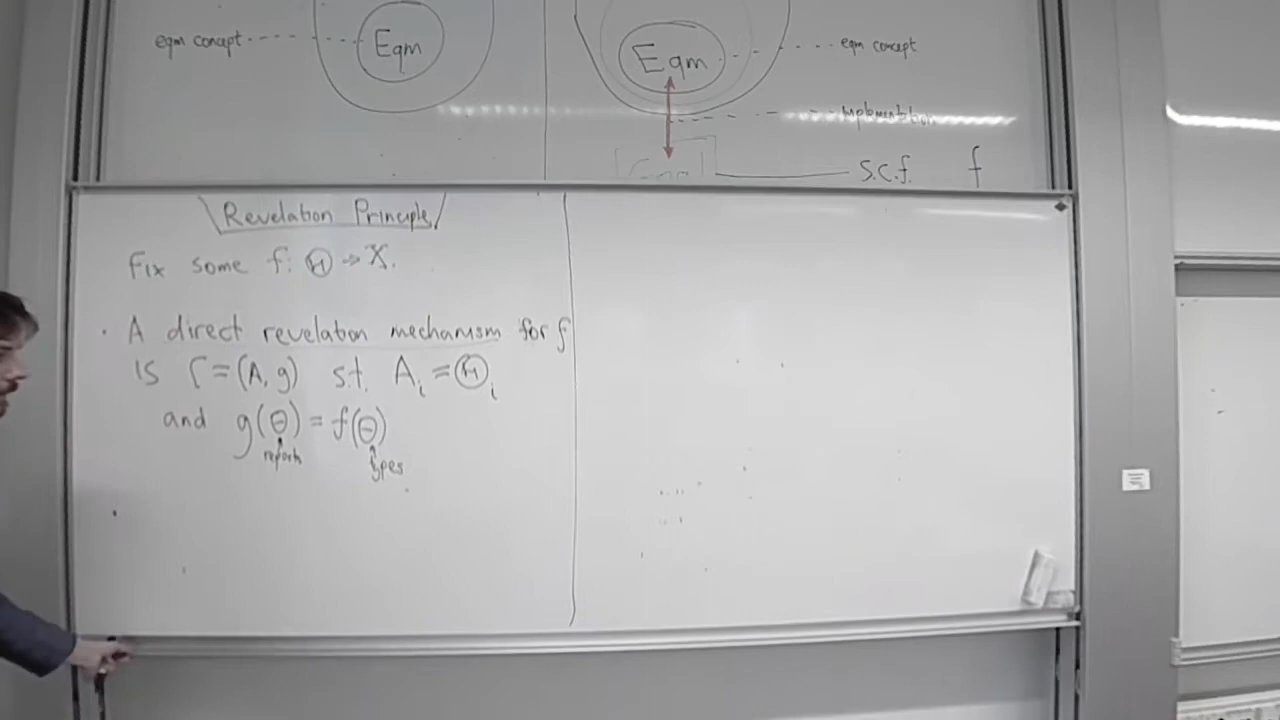 eqm concept
Eqm
Eqm
eqm concept
implementation
s.c.f. f
Revelation Principle
Fix some f: Θ → X.
· A direct revelation mechanism for f
is Γ = (A, g) s.t. A_i = Θ_i
and g(θ) = f(θ)
reports
types